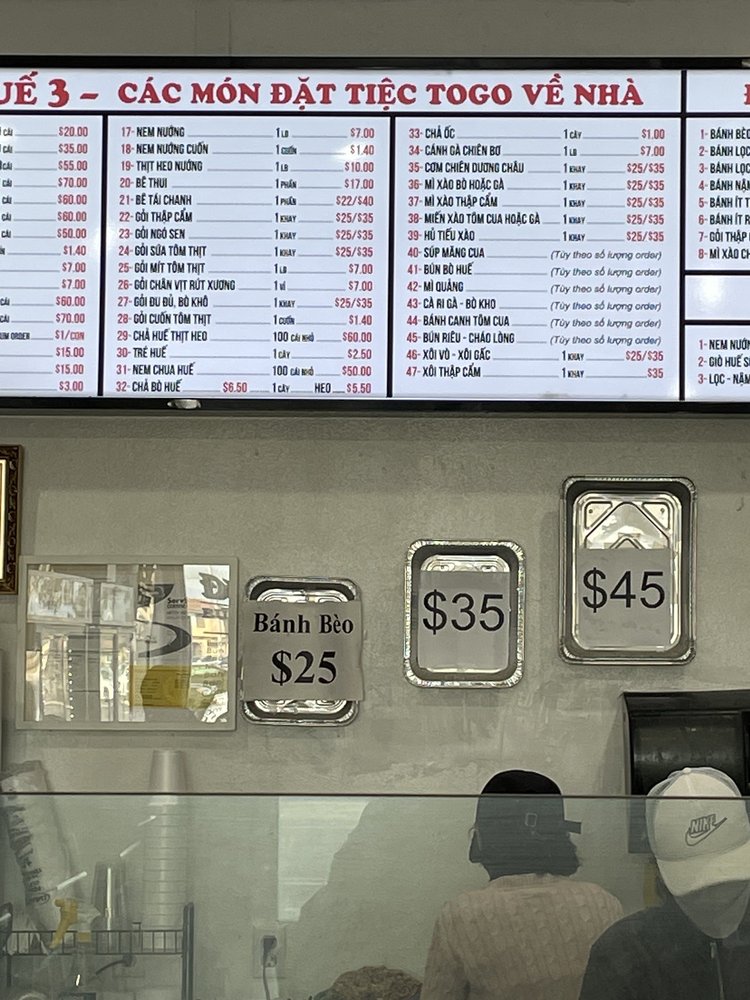 UẾ 3 – CÁC MÓN ĐẶT TIỆC TOGO VỀ NHÀ
CÁI $20.00
CÁI $35.00
CÁI $55.00
CÁI $70.00
CÁI $60.00
CÁI $60.00
CÁI $50.00
$1.40
$7.00
$7.00
CÁI $60.00
CÁI $70.00
UM ORDER $1/CON
$15.00
$15.00
$3.00
17- NEM NƯỚNG 1 LB $7.00
18- NEM NƯỚNG CUỐN 1 CUỐN $1.40
19- THỊT HEO NƯỚNG 1 LB $10.00
20- BÊ THUI 1 PHẦN $17.00
21- BÊ TÁI CHANH 1 PHẦN $22/$40
22- GỎI THẬP CẨM 1 KHAY $25/$35
23- GỎI NGÓ SEN 1 KHAY $25/$35
24- GỎI SỨA TÔM THỊT 1 KHAY $25/$35
25- GỎI MÍT TÔM THỊT 1 LB $7.00
26- GỎI CHÂN VỊT RÚT XƯƠNG 1 VỈ $7.00
27- GỎI ĐU ĐỦ, BÒ KHÔ 1 KHAY $25/$35
28- GỎI CUỐN TÔM THỊT 1 CUỐN $1.40
29- CHẢ HUẾ THỊT HEO 100 CÁI NHỎ $60.00
30- TRÉ HUẾ 1 CÂY $2.50
31- NEM CHUA HUẾ 100 CÁI NHỎ $50.00
32- CHẢ BÒ HUẾ $6.50 1 CÂY HEO $5.50
33- CHẢ ỐC 1 CÂY $1.00
34- CÁNH GÀ CHIÊN BƠ 1 LB $7.00
35- CƠM CHIÊN DƯƠNG CHÂU 1 KHAY $25/$35
36- MÌ XÀO BÒ HOẶC GÀ 1 KHAY $25/$35
37- MÌ XÀO THẬP CẨM 1 KHAY $25/$35
38- MIẾN XÀO TÔM CUA HOẶC GÀ 1 KHAY $25/$35
39- HỦ TIẾU XÀO 1 KHAY $25/$35
40- SÚP MĂNG CUA (Tùy theo số lượng order)
41- BÚN BÒ HUẾ (Tùy theo số lượng order)
42- MÌ QUẢNG (Tùy theo số lượng order)
43- CÀ RI GÀ - BÒ KHO (Tùy theo số lượng order)
44- BÁNH CANH TÔM CUA (Tùy theo số lượng order)
45- BÚN RIÊU - CHÁO LÒNG (Tùy theo số lượng order)
46- XÔI VÒ - XÔI GẤC 1 KHAY $25/$35
47- XÔI THẬP CẨM 1 KHAY $35
1- BÁNH BÈO
2- BÁNH LỌC
3- BÁNH LỌC
4- BÁNH NẬ
5- BÁNH ÍT T
6- BÁNH ÍT R
7- GỎI THẬP
8- MÌ XÀO CH
1- NEM NƯỚN
2- GIÒ HUẾ S
3- LỌC - NẬ
Bánh Bèo
$25
$35
$45
NIKE